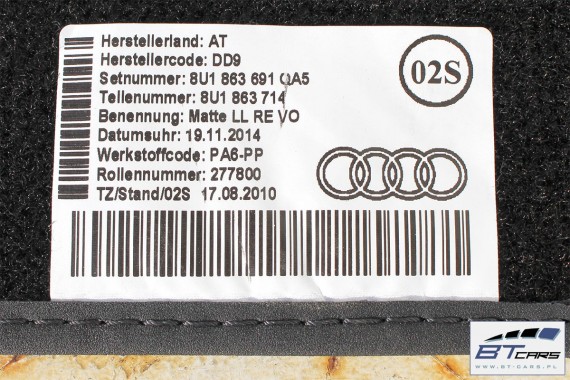 Herstellerland: AT
Herstellercode: DD9
Setnummer: 8U1 863 691 QA5
Teilenummer: 8U1 863 714
Benennung: Matte LL RE VO
Datumsuhr: 19.11.2014
Werkstoffcode: PA6-PP
Rollennummer: 277800
TZ/Stand/02S 17.08.2010
02S
BT CARS
WWW.BT-CARS.PL